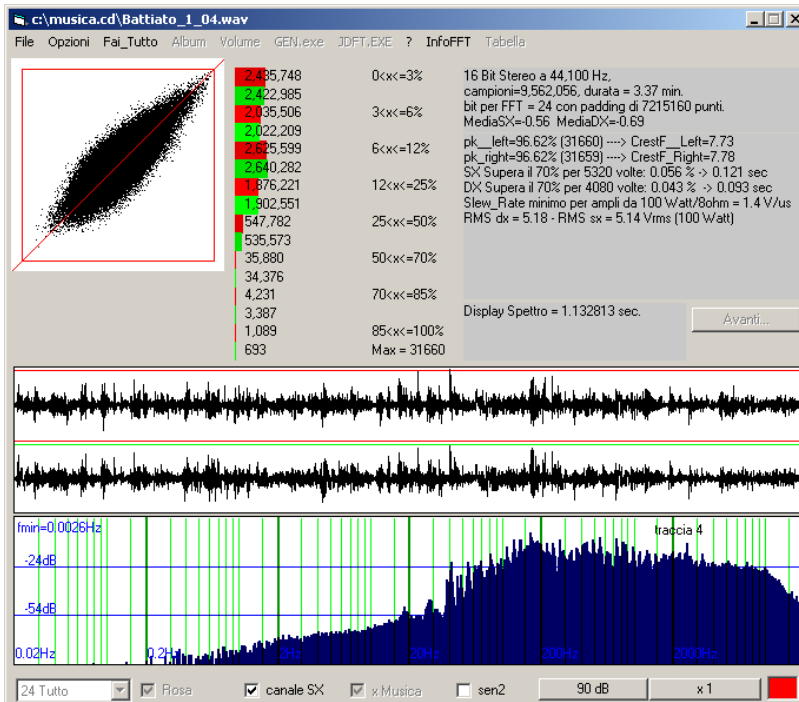 c:\musica.cd\Battiato_1_04.wav
File Opzioni Fai_Tutto Album Volume GEN.exe JDFT.EXE ? InfoFFT Tabella
2,435,748 0<x<=3%
2,422,985
2,035,506 3<x<=6%
2,022,209
2,625,599 6<x<=12%
2,640,282
1,876,221 12<x<=25%
1,902,551
547,782 25<x<=50%
535,573
35,880 50<x<=70%
34,376
4,231 70<x<=85%
3,387
1,089 85<x<=100%
693 Max = 31660
16 Bit Stereo a 44,100 Hz,
campioni=9,562,056, durata = 3.37 min.
bit per FFT = 24 con padding di 7215160 punti.
MediaSX=-0.56 MediaDX=-0.69
pk__left=96.62% (31660) ----> CrestF__Left=7.73
pk_right=96.62% (31659) ----> CrestF_Right=7.78
SX Supera il 70% per 5320 volte: 0.056 % -> 0.121 sec
DX Supera il 70% per 4080 volte: 0.043 % -> 0.093 sec
Slew_Rate minimo per ampli da 100 Watt/8ohm = 1.4 V/us
RMS dx = 5.18 - RMS sx = 5.14 Vrms (100 Watt)
Display Spettro = 1.132813 sec.
Avanti...
fmin=0.0026Hz
traccia 4
-24dB
-54dB
0.02Hz 0.2Hz 2Hz 20Hz 200Hz 2000Hz
24 Tutto Rosa canale SX x Musica sen2 90 dB x 1